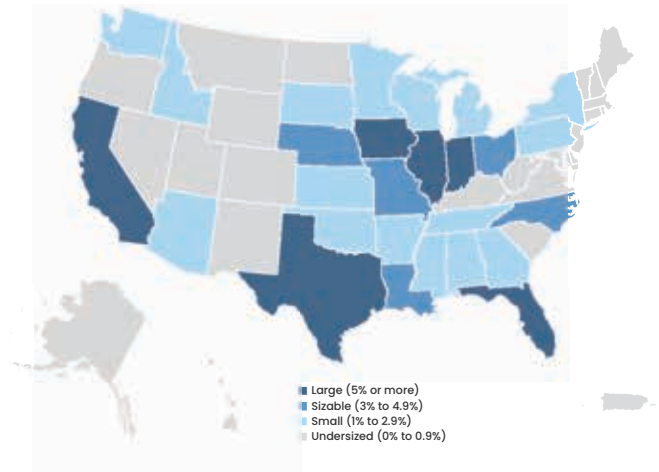 Large (5% or more)
Sizable (3% to 4.9%)
Small (1% to 2.9%)
Undersized (0% to 0.9%)